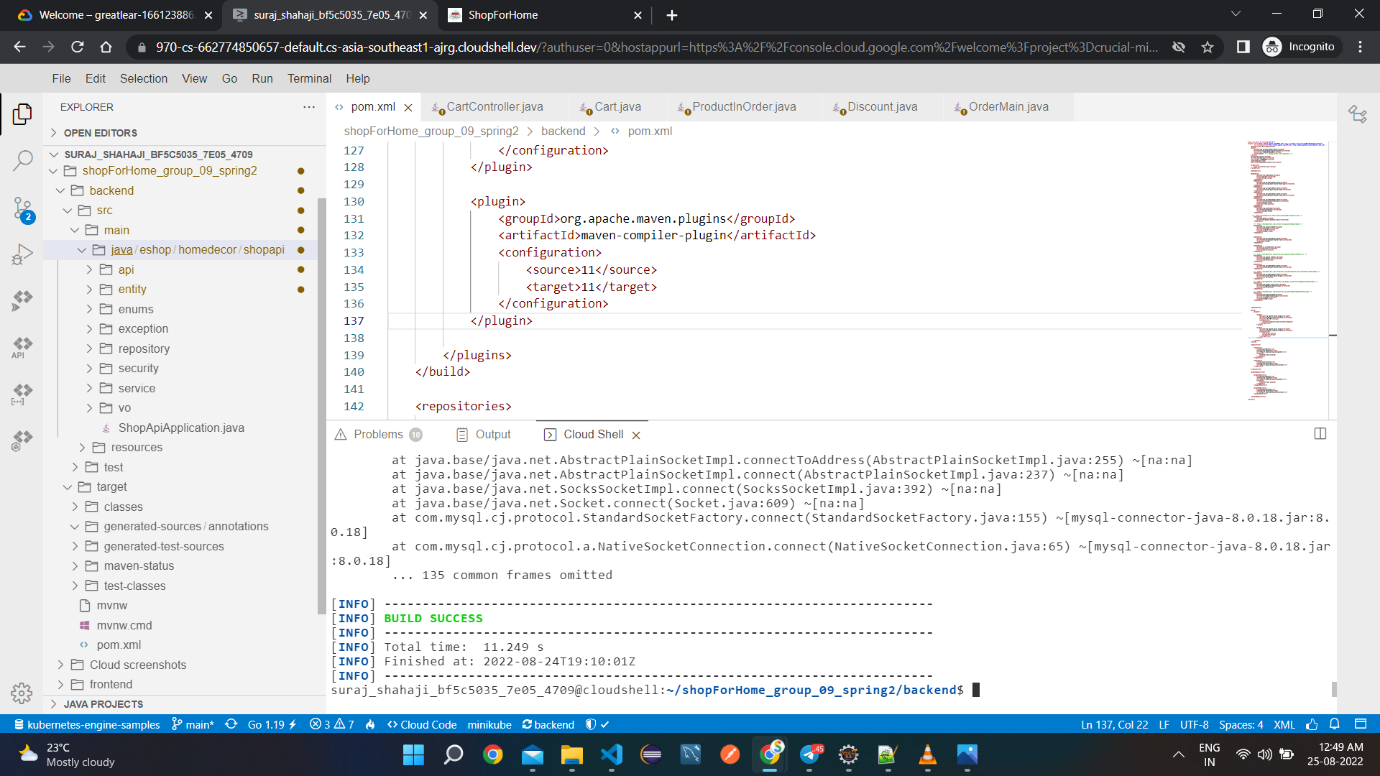 Welcome – greatlear-166123886
suraj_shahaji_bf5c5035_7e05_470
ShopForHome
970-cs-662774850657-default.cs-asia-southeast1-ajrg.cloudshell.dev/?authuser=0&hostappurl=https%3A%2F%2Fconsole.cloud.google.com%2Fwelcome%3Fproject%3Dcrucial-mi...
Incognito
File Edit Selection View Go Run Terminal Help
EXPLORER
OPEN EDITORS
SURAJ_SHAHAJI_BF5C5035_7E05_4709
shopForHome_group_09_spring2
backend
src
main
java / eshop / homedecor / shopapi
api
entity
enums
exception
repository
security
service
vo
ShopApiApplication.java
resources
test
target
classes
generated-sources / annotations
generated-test-sources
maven-status
test-classes
mvnw
mvnw.cmd
pom.xml
Cloud screenshots
frontend
JAVA PROJECTS
2
API
pom.xml CartController.java Cart.java ProductInOrder.java Discount.java OrderMain.java
shopForHome_group_09_spring2 > backend > pom.xml
127 </configuration>
128 </plugin>
129
130 <plugin>
131 <groupId>org.apache.maven.plugins</groupId>
132 <artifactId>maven-compiler-plugin</artifactId>
133 <configuration>
134 <source>11</source>
135 <target>11</target>
136 </configuration>
137 </plugin>
138
139 </plugins>
140 </build>
141
142 <repositories>
Problems 10 Output Cloud Shell
at java.base/java.net.AbstractPlainSocketImpl.connectToAddress(AbstractPlainSocketImpl.java:255) ~[na:na]
at java.base/java.net.AbstractPlainSocketImpl.connect(AbstractPlainSocketImpl.java:237) ~[na:na]
at java.base/java.net.SocksSocketImpl.connect(SocksSocketImpl.java:392) ~[na:na]
at java.base/java.net.Socket.connect(Socket.java:609) ~[na:na]
at com.mysql.cj.protocol.StandardSocketFactory.connect(StandardSocketFactory.java:155) ~[mysql-connector-java-8.0.18.jar:8.
0.18]
at com.mysql.cj.protocol.a.NativeSocketConnection.connect(NativeSocketConnection.java:65) ~[mysql-connector-java-8.0.18.jar
:8.0.18]
... 135 common frames omitted
[INFO] ------------------------------------------------------------------------
[INFO] BUILD SUCCESS
[INFO] ------------------------------------------------------------------------
[INFO] Total time:  11.249 s
[INFO] Finished at: 2022-08-24T19:10:01Z
[INFO] ------------------------------------------------------------------------
suraj_shahaji_bf5c5035_7e05_4709@cloudshell:~/shopForHome_group_09_spring2/backend$
kubernetes-engine-samples main* Go 1.19 3 7 Cloud Code minikube backend Ln 137, Col 22 LF UTF-8 Spaces: 4 XML
23°C
Mostly cloudy
45
ENG
IN
12:49 AM
25-08-2022